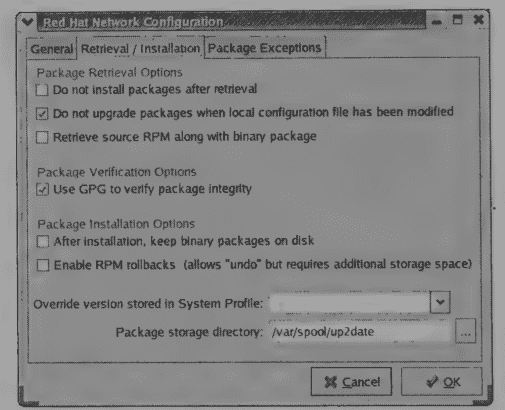 Red Hat Network Configuration
General Retrieval / Installation Package Exceptions
Package Retrieval Options
Do not install packages after retrieval
Do not upgrade packages when local configuration file has been modified
Retrieve source RPM along with binary package
Package Verification Options
Use GPG to verify package integrity
Package Installation Options
After installation, keep binary packages on disk
Enable RPM rollbacks (allows "undo" but requires additional storage space)
Override version stored in System Profile:
Package storage directory: /var/spool/up2date ...
Cancel OK